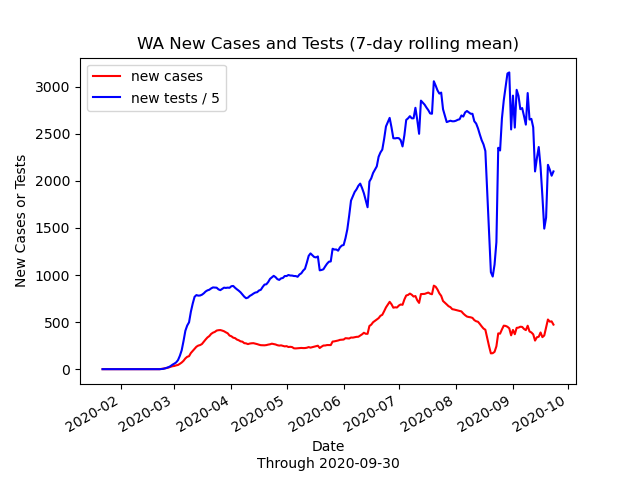 WA New Cases and Tests (7-day rolling mean)
new cases
new tests / 5
New Cases or Tests
3000
2500
2000
1500
1000
500
0
2020-02
2020-03
2020-04
2020-05
2020-06
2020-07
2020-08
2020-09
2020-10
Date
Through 2020-09-30